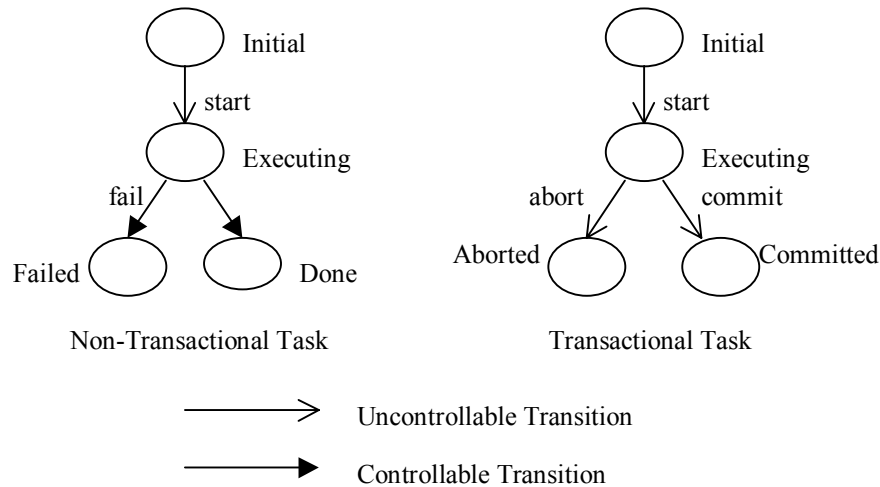 Initial
start
Executing
fail
Failed
Done
Non-Transactional Task
Initial
start
Executing
abort
commit
Aborted
Committed
Transactional Task
Uncontrollable Transition
Controllable Transition